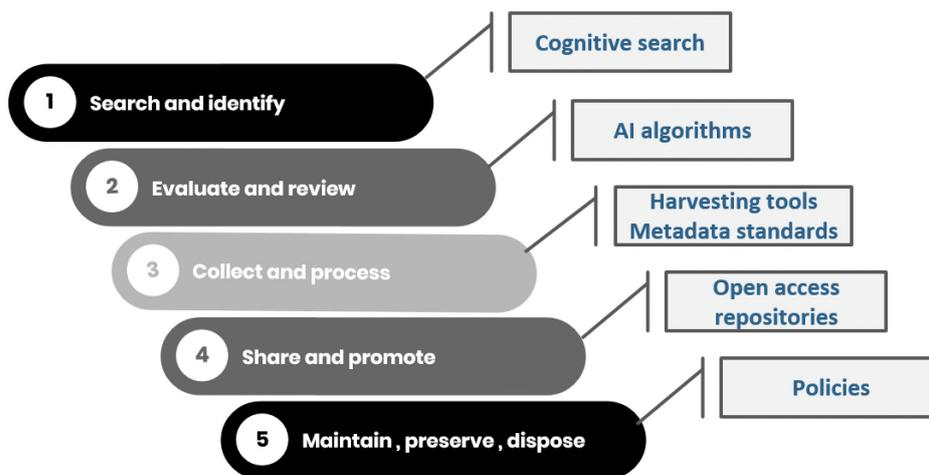 Cognitive search
1 Search and identify
AI algorithms
2 Evaluate and review
Harvesting tools
Metadata standards
3 Collect and process
Open access
repositories
4 Share and promote
Policies
5 Maintain , preserve , dispose